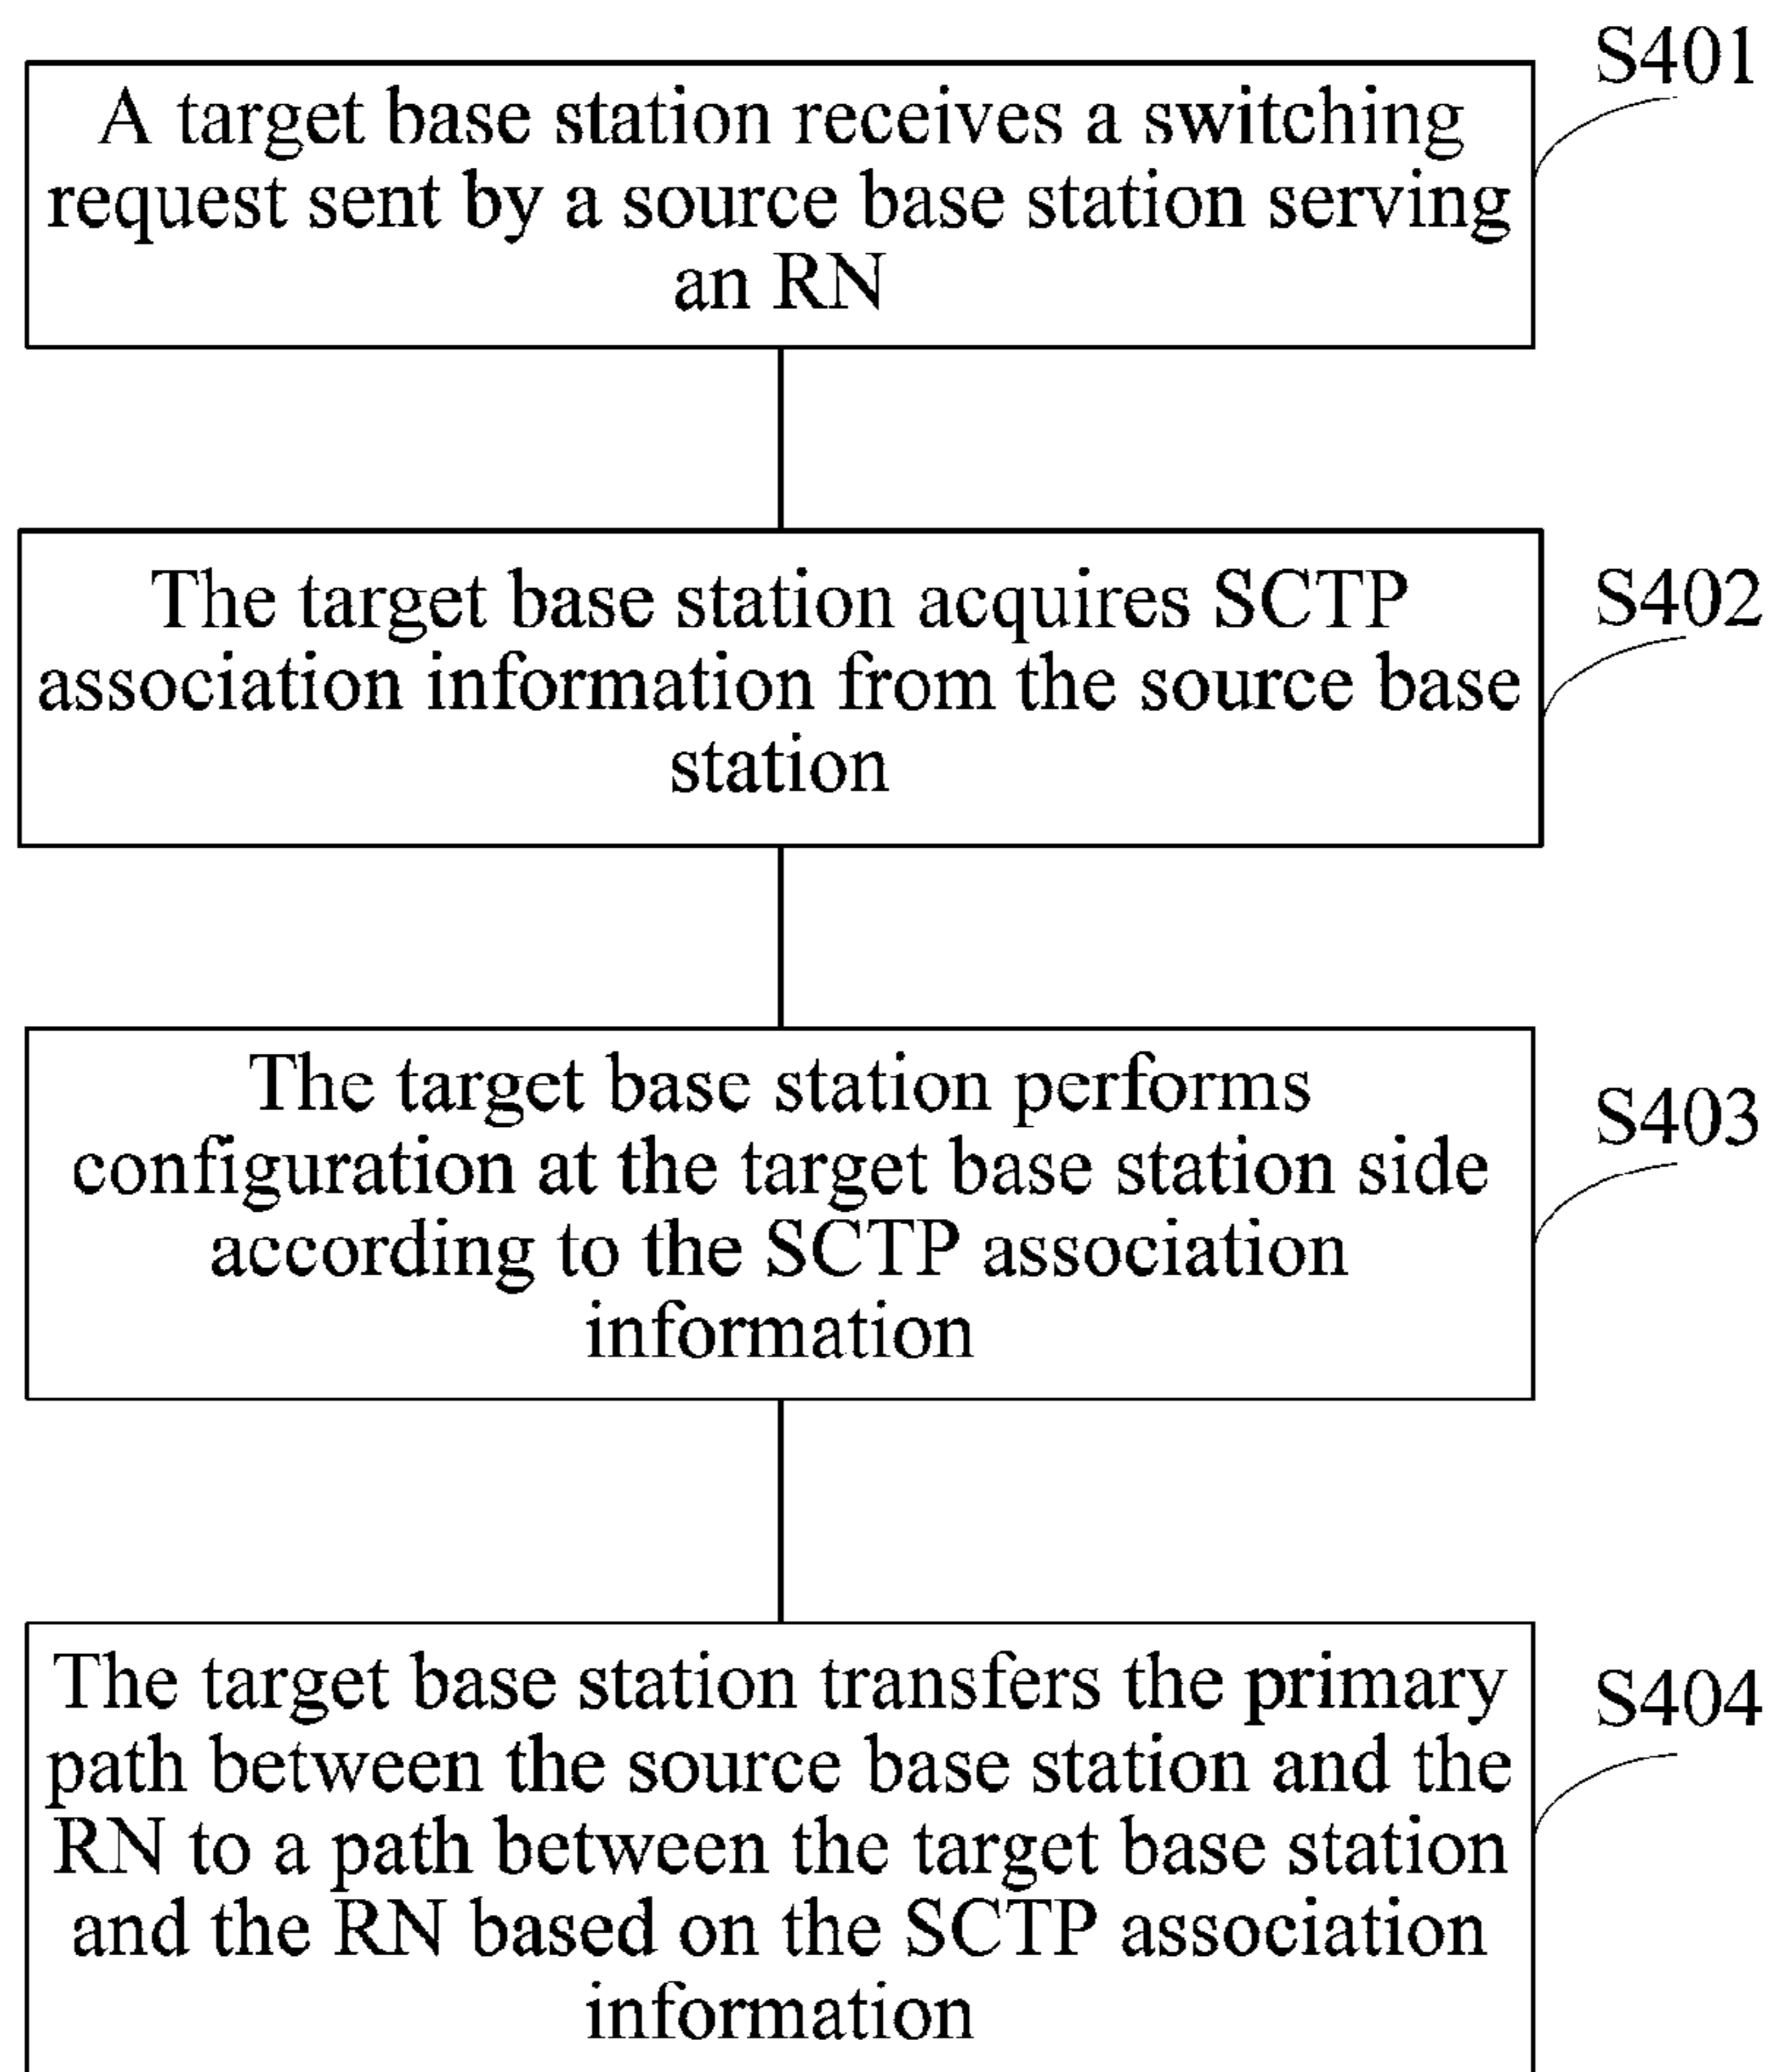 S401
A target base station receives a switching
request sent by a source base station serving
an RN
S402
The target base station acquires SCTP
association information from the source base
station
S403
The target base station performs
configuration at the target base station side
according to the SCTP association
information
S404
The target base station transfers the primary
path between the source base station and the
RN to a path between the target base station
and the RN based on the SCTP association
information